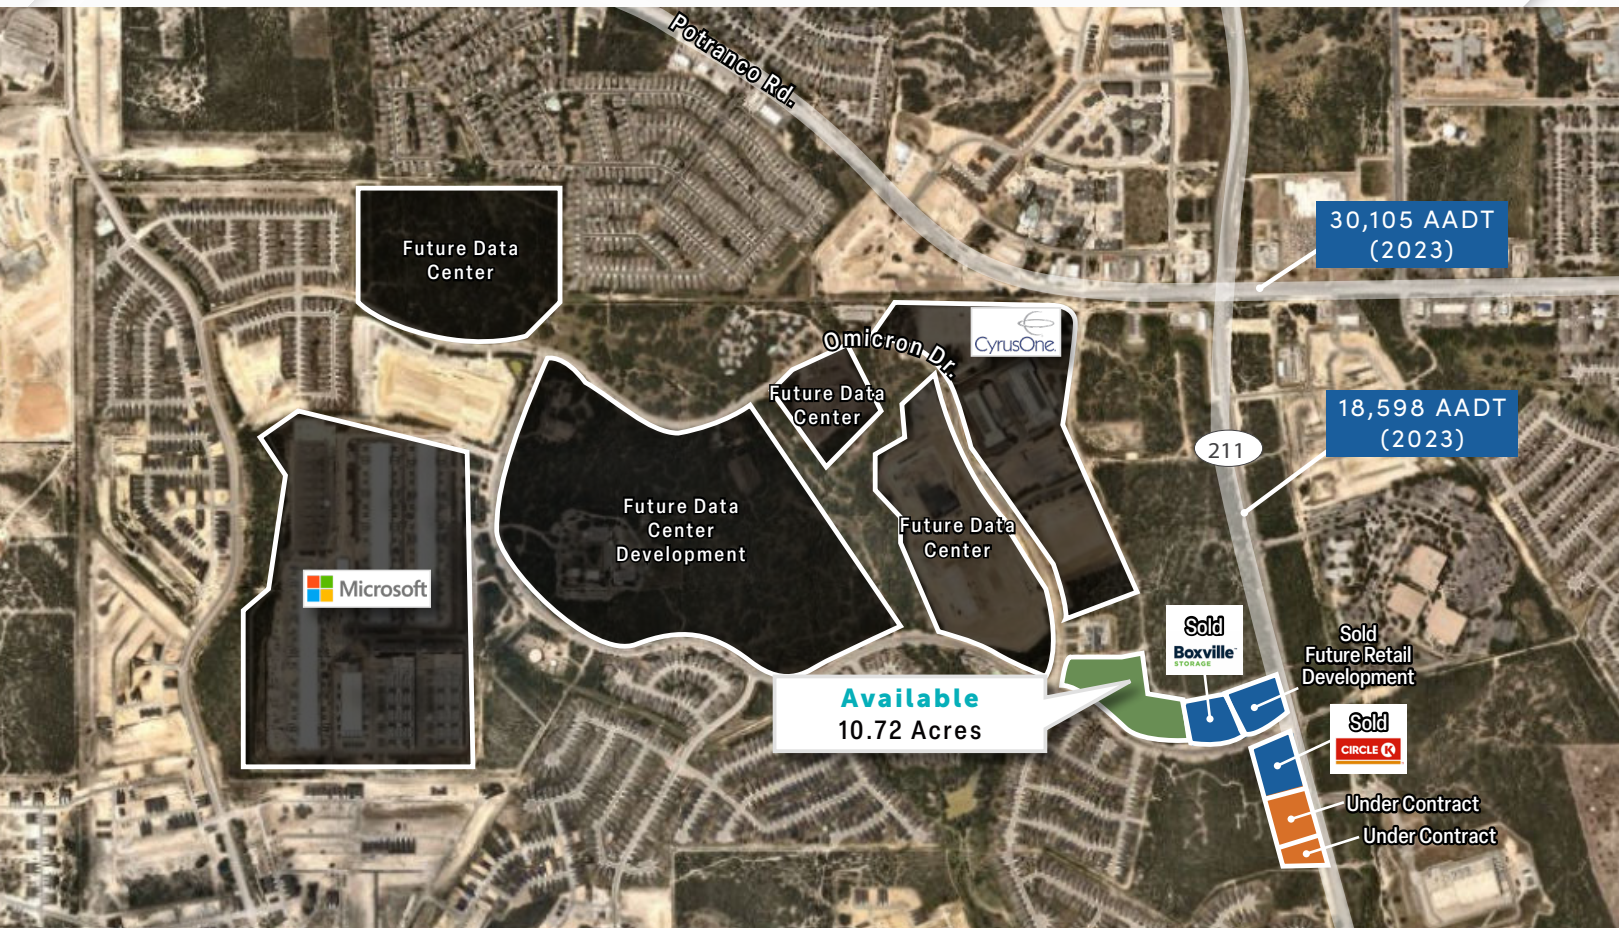 Potranco Rd.
30,105 AADT
(2023)
Future Data
Center
Omicron Dr.
CyrusOne.
Future Data
Center
18,598 AADT
(2023)
211
Future Data
Center
Development
Future Data
Center
Microsoft
Sold
Boxville
STORAGE
Sold
Future Retail
Development
Available
10.72 Acres
Sold
CIRCLE K
Under Contract
Under Contract